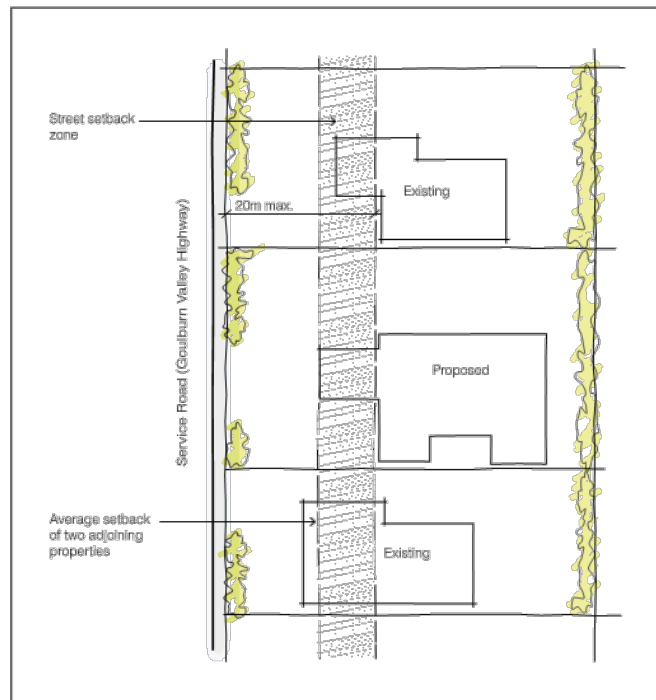 Street setback
zone
Existing
20m max.
Service Road (Goulburn Valley Highway)
Proposed
Average setback
of two adjoining
properties
Existing